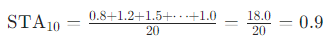 STA₁₀ = (0.8+1.2+1.5+⋯+1.0)/20 = 18.0/20 = 0.9